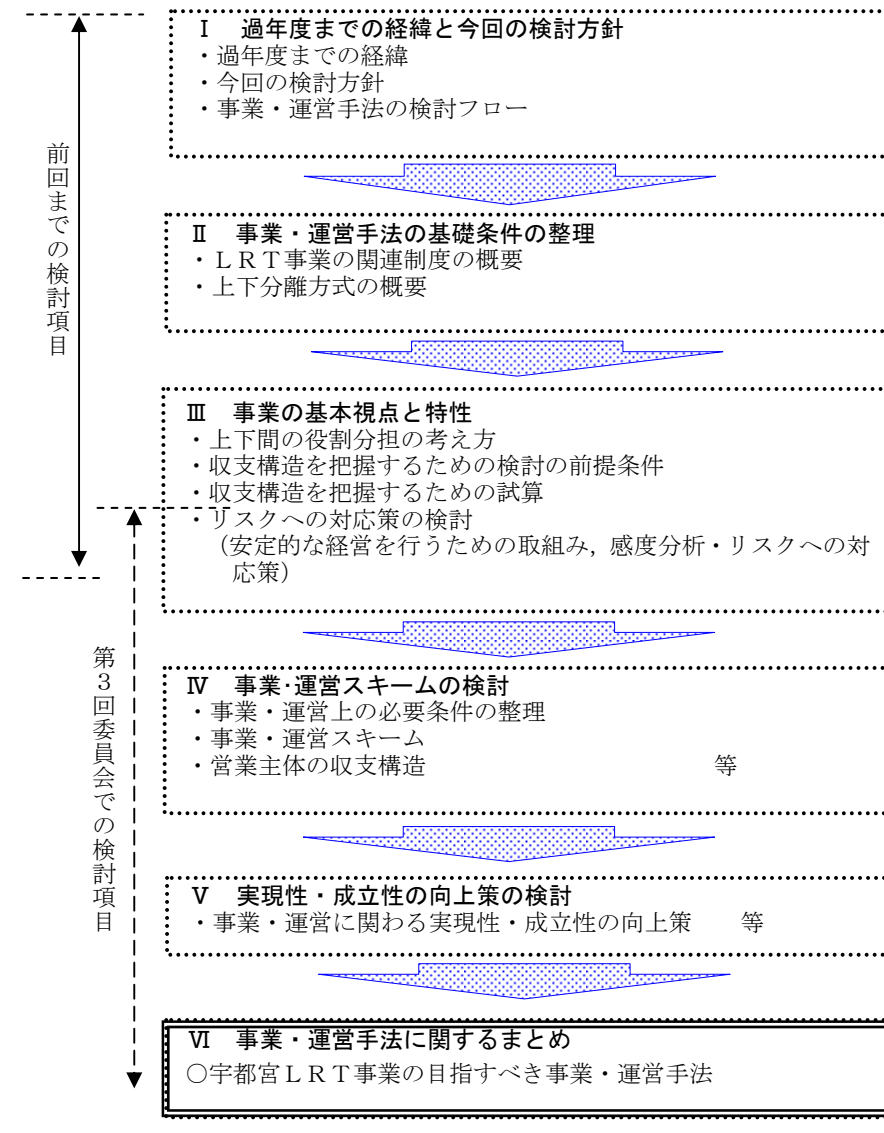 Ⅰ　過年度までの経緯と今回の検討方針
・過年度までの経緯
・今回の検討方針
・事業・運営手法の検討フロー
前回までの検討項目
Ⅱ　事業・運営手法の基礎条件の整理
・ＬＲＴ事業の関連制度の概要
・上下分離方式の概要
Ⅲ　事業の基本視点と特性
・上下間の役割分担の考え方
・収支構造を把握するための検討の前提条件
・収支構造を把握するための試算
・リスクへの対応策の検討
（安定的な経営を行うための取組み，感度分析・リスクへの対
応策）
第３回委員会での検討項目
Ⅳ　事業･運営スキームの検討
・事業・運営上の必要条件の整理
・事業・運営スキーム
・営業主体の収支構造　　　　　　　　　　　　等
Ⅴ　実現性・成立性の向上策の検討
・事業・運営に関わる実現性・成立性の向上策　　等
Ⅵ　事業・運営手法に関するまとめ
○宇都宮ＬＲＴ事業の目指すべき事業・運営手法